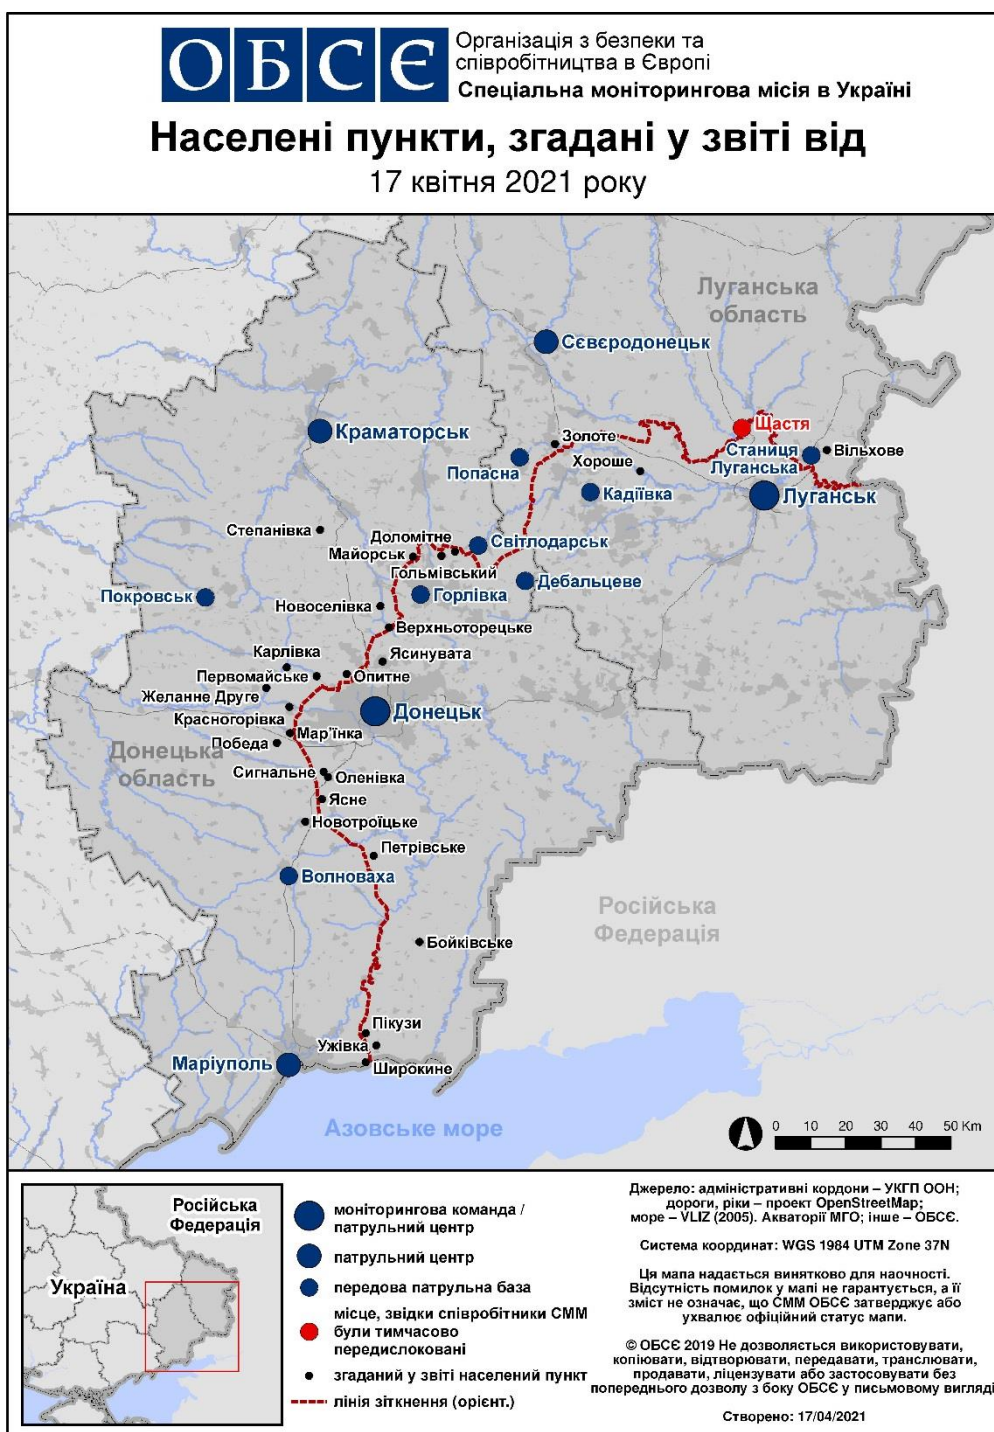 ОБСЄ
Організація з безпеки та
співробітництва в Європі
Спеціальна моніторингова місія в Україні
Населені пункти, згадані у звіті від
17 квітня 2021 року
Луганська
область
Сєвєродонецьк
Щастя
Краматорськ
Золоте
Станиця
Луганська
Вільхове
Попасна
Хороше
Кадіївка
Луганськ
Степанівка
Доломітне
Майорськ
Світлодарськ
Гольмівський
Дебальцеве
Покровськ
Горлівка
Новоселівка
Верхньоторецьке
Карлівка
Ясинувата
Первомайське
Опитне
Желанне Друге
Красногорівка
Донецьк
Мар'їнка
Победа
Донецька
область
Сигнальне
Оленівка
Ясне
Новотроїцьке
Петрівське
Волноваха
Російська
Федерація
Бойківське
Пікузи
Ужівка
Маріуполь
Широкине
Азовське море
0 10 20 30 40 50 Km
Російська
Федерація
Україна
моніторингова команда /
патрульний центр
патрульний центр
передова патрульна база
місце, звідки співробітники СММ
були тимчасово
передислоковані
згаданий у звіті населений пункт
лінія зіткнення (орієнт.)
Джерело: адміністративні кордони – УКГП ООН;
дороги, ріки – проект OpenStreetMap;
море – VLIZ (2005). Акваторії МГО; інше – ОБСЄ.
Система координат: WGS 1984 UTM Zone 37N
Ця мапа надається винятково для наочності.
Відсутність помилок у мапі не гарантується, а її
зміст не означає, що СММ ОБСЄ затверджує або
ухвалює офіційний статус мапи.
© ОБСЄ 2019 Не дозволяється використовувати,
копіювати, відтворювати, передавати, транслювати,
продавати, ліцензувати або застосовувати без
попереднього дозволу з боку ОБСЄ у письмовому вигляді
Створено: 17/04/2021